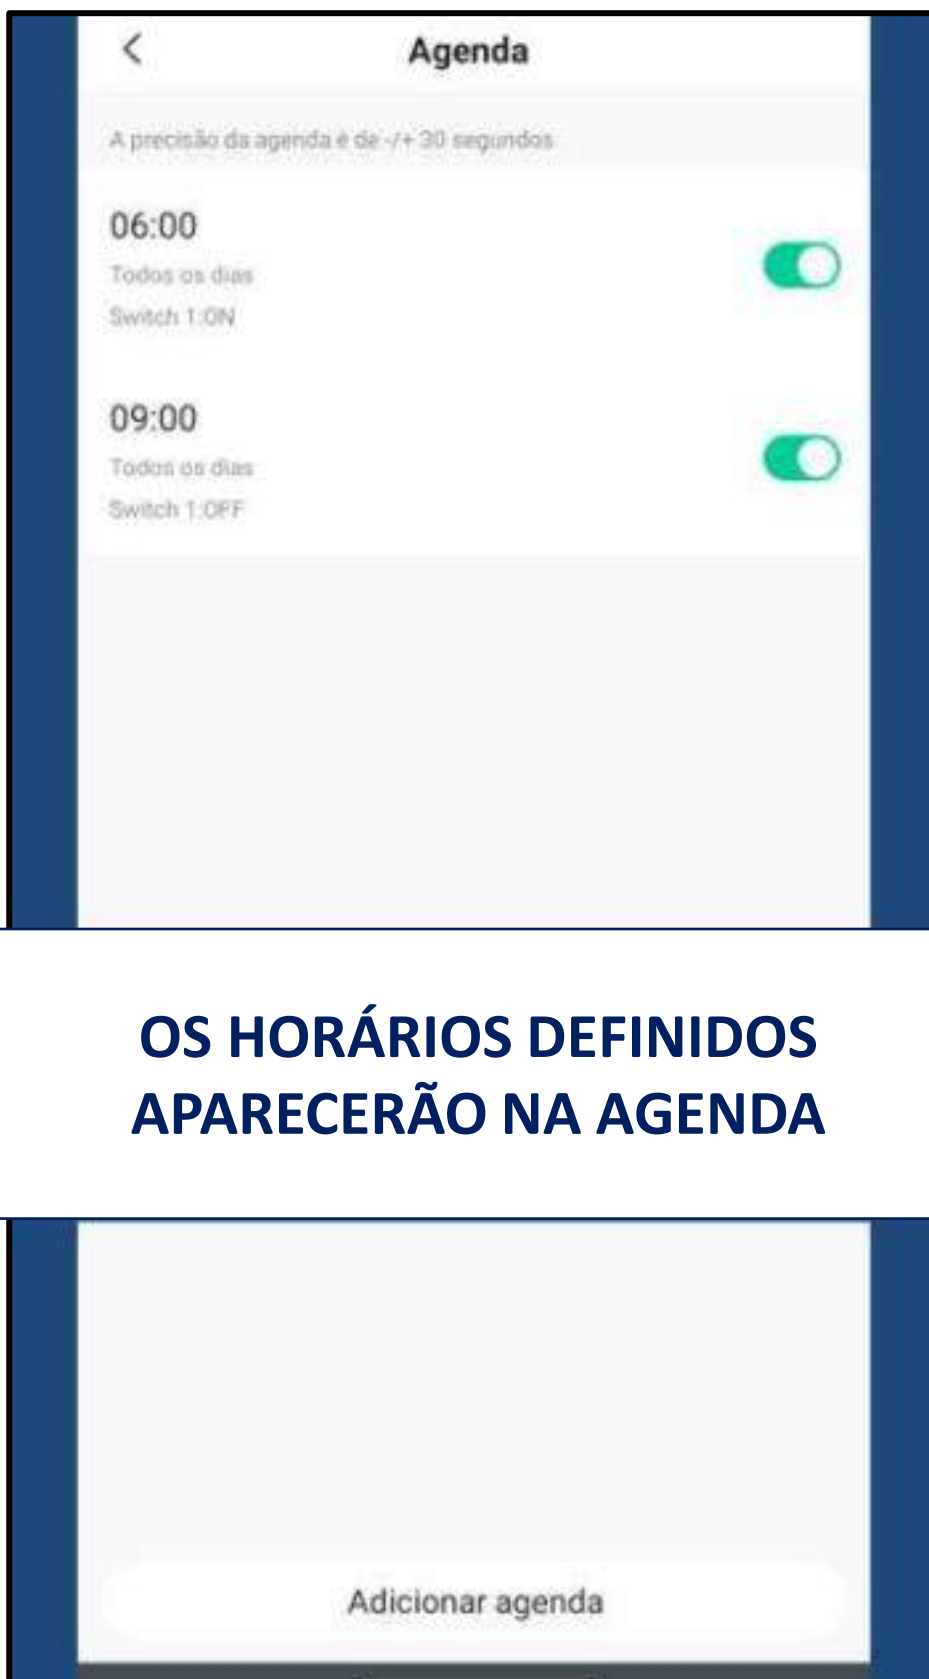 Agenda
A precisão da agenda é de -/+ 30 segundos
06:00
Todos os dias
Switch 1:ON
09:00
Todos os dias
Switch 1:OFF
OS HORÁRIOS DEFINIDOS
APARECERÃO NA AGENDA
Adicionar agenda